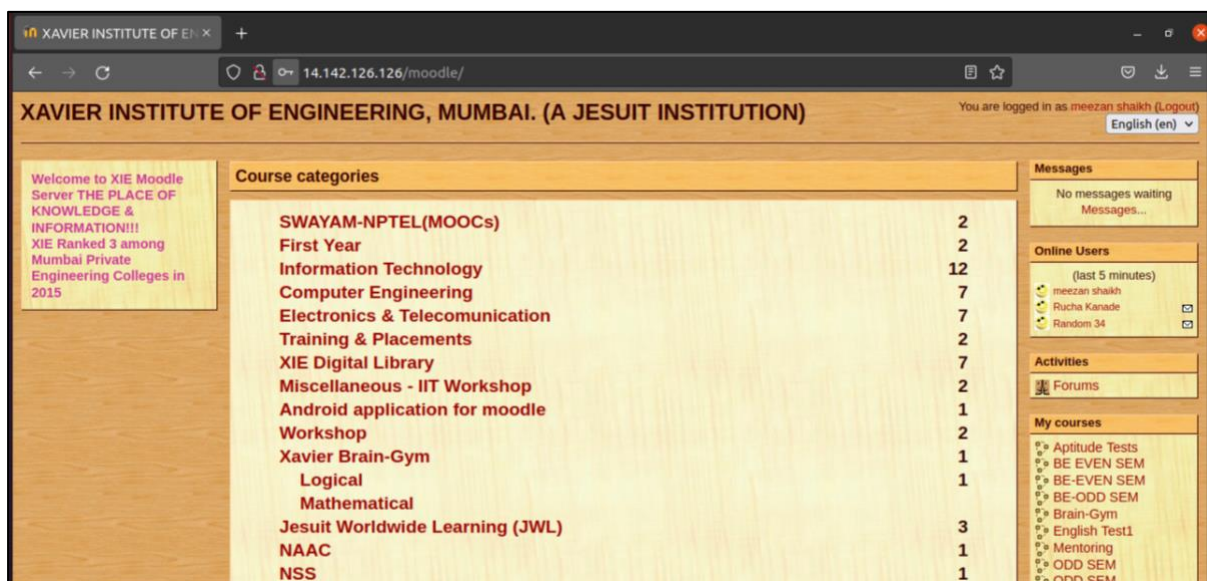 XAVIER INSTITUTE OF EN
14.142.126.126/moodle/
XAVIER INSTITUTE OF ENGINEERING, MUMBAI. (A JESUIT INSTITUTION)
You are logged in as meezan shaikh (Logout)
English (en)
Welcome to XIE Moodle
Server THE PLACE OF
KNOWLEDGE &
INFORMATION!!!
XIE Ranked 3 among
Mumbai Private
Engineering Colleges in
2015
Course categories
SWAYAM-NPTEL(MOOCs) 2
First Year 2
Information Technology 12
Computer Engineering 7
Electronics & Telecomunication 7
Training & Placements 2
XIE Digital Library 7
Miscellaneous - IIT Workshop 2
Android application for moodle 1
Workshop 2
Xavier Brain-Gym 1
Logical 1
Mathematical
Jesuit Worldwide Learning (JWL) 3
NAAC 1
NSS 1
Messages
No messages waiting
Messages...
Online Users
(last 5 minutes)
meezan shaikh
Rucha Kanade
Random 34
Activities
Forums
My courses
Aptitude Tests
BE EVEN SEM
BE-EVEN SEM
BE-ODD SEM
Brain-Gym
English Test1
Mentoring
ODD SEM
ODD SEM